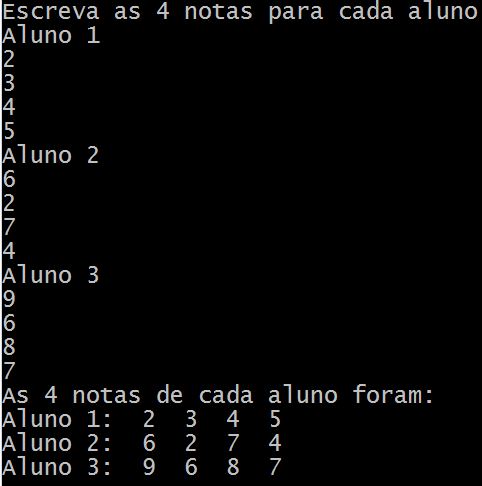 Escreva as 4 notas para cada aluno
Aluno 1
2
3
4
5
Aluno 2
6
2
7
4
Aluno 3
9
6
8
7
As 4 notas de cada aluno foram:
Aluno 1:  2  3  4  5
Aluno 2:  6  2  7  4
Aluno 3:  9  6  8  7